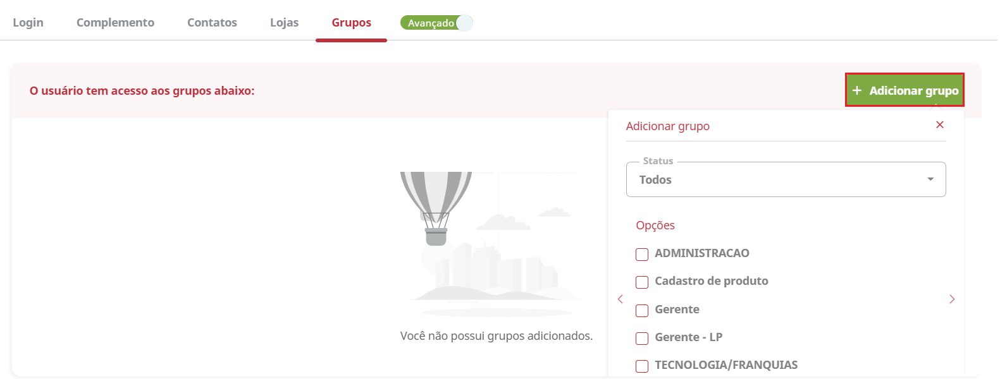 Login Complemento Contatos Lojas Grupos Avançado
O usuário tem acesso aos grupos abaixo:
+ Adicionar grupo
Adicionar grupo
Status
Todos
Opções
ADMINISTRACAO
Cadastro de produto
Gerente
Gerente - LP
TECNOLOGIA/FRANQUIAS
Você não possui grupos adicionados.